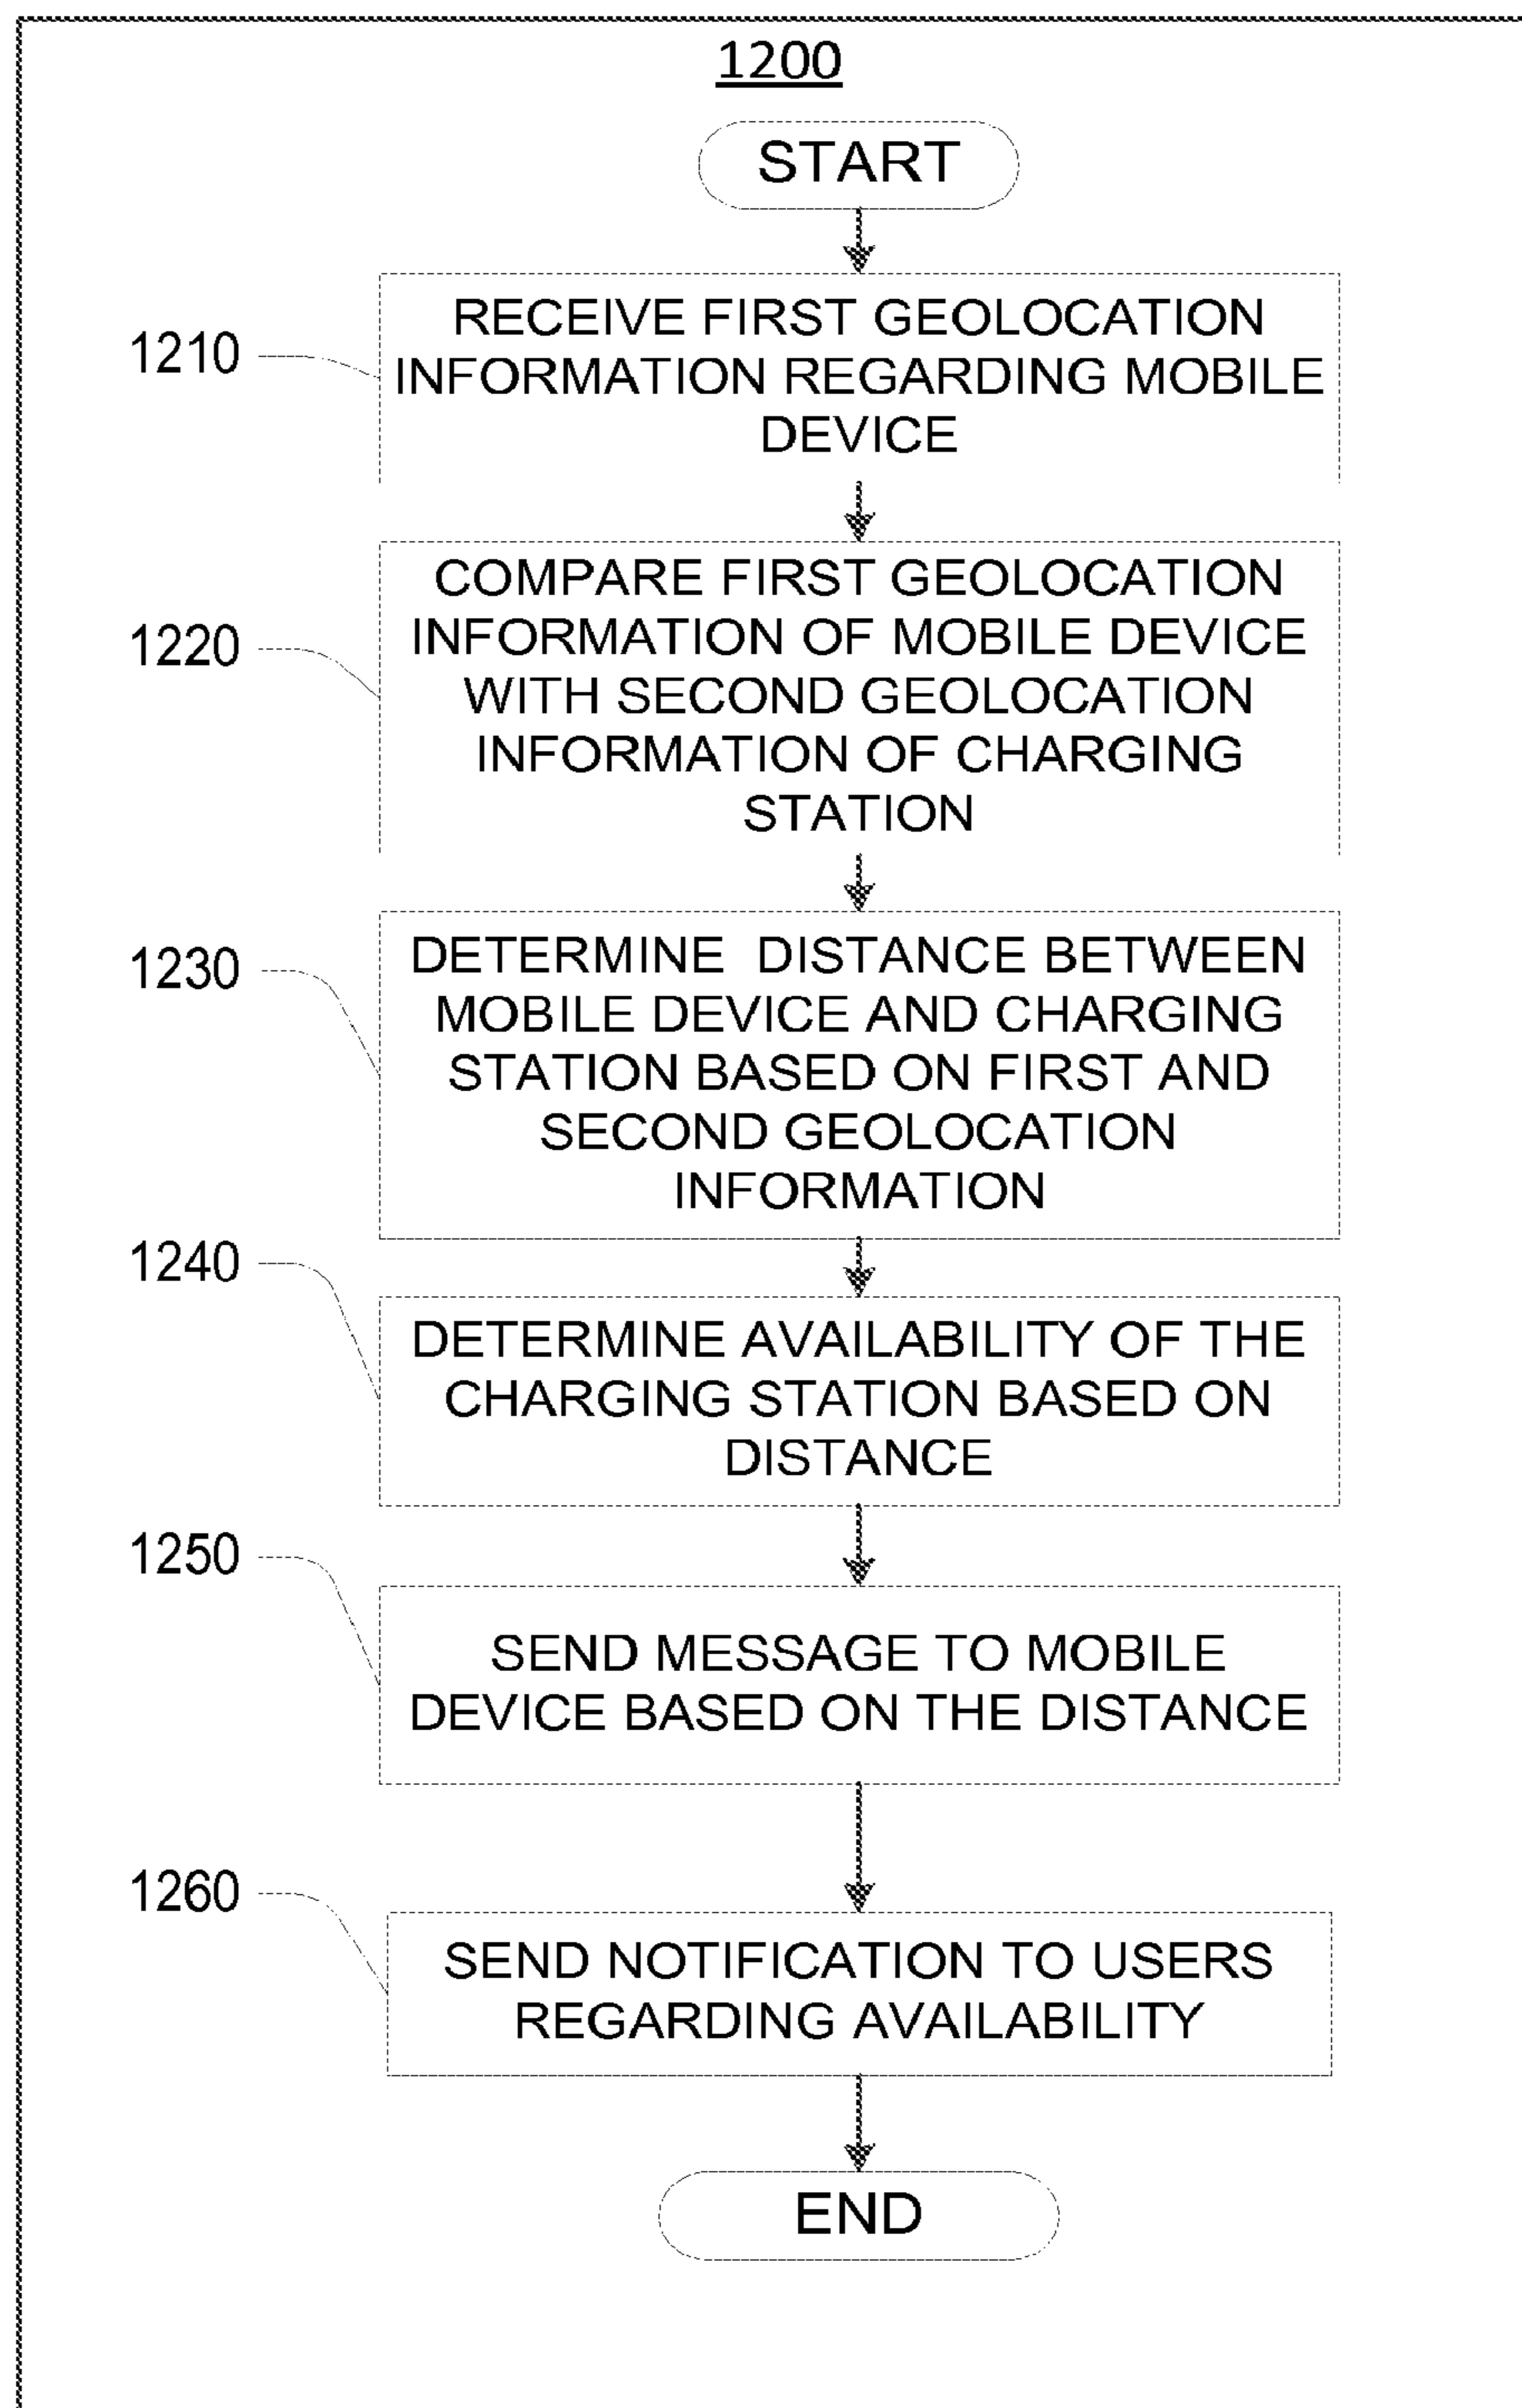 1200
START
1210
RECEIVE FIRST GEOLOCATION
INFORMATION REGARDING MOBILE
DEVICE
1220
COMPARE FIRST GEOLOCATION
INFORMATION OF MOBILE DEVICE
WITH SECOND GEOLOCATION
INFORMATION OF CHARGING
STATION
1230
DETERMINE DISTANCE BETWEEN
MOBILE DEVICE AND CHARGING
STATION BASED ON FIRST AND
SECOND GEOLOCATION
INFORMATION
1240
DETERMINE AVAILABILITY OF THE
CHARGING STATION BASED ON
DISTANCE
1250
SEND MESSAGE TO MOBILE
DEVICE BASED ON THE DISTANCE
1260
SEND NOTIFICATION TO USERS
REGARDING AVAILABILITY
END